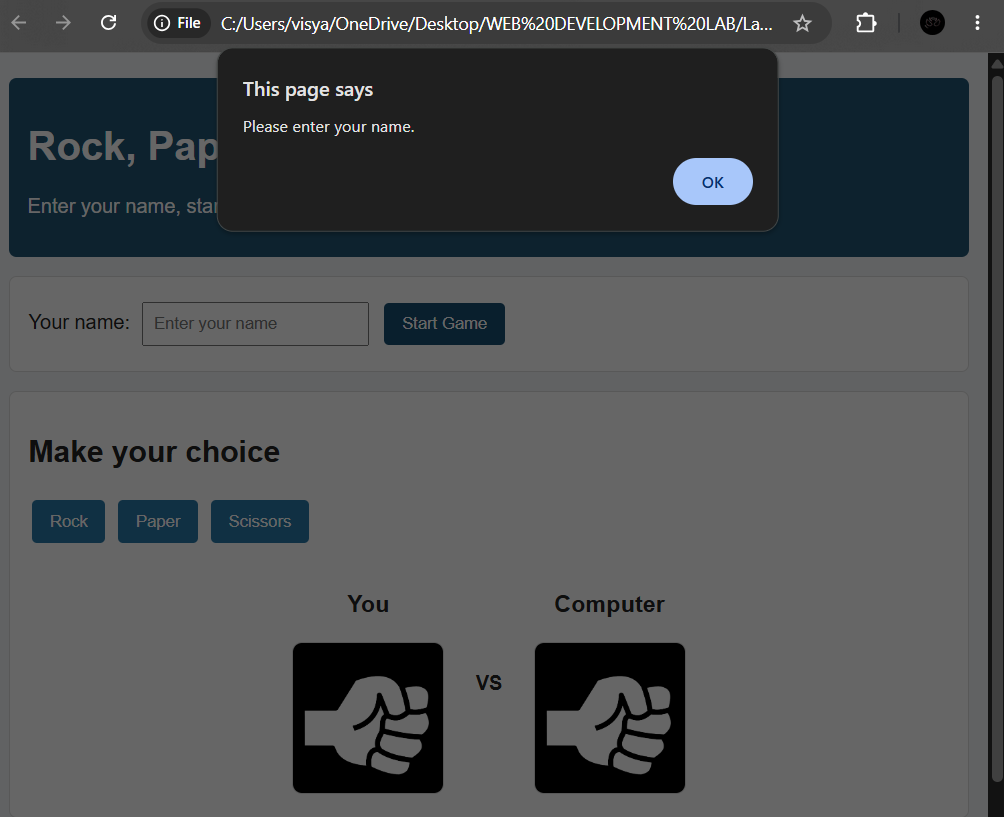 File C:/Users/visya/OneDrive/Desktop/WEB%20DEVELOPMENT%20LAB/La...
This page says
Please enter your name.
OK
Rock, Pap
Enter your name, star
Your name: Enter your name Start Game
Make your choice
Rock Paper Scissors
You Computer
VS